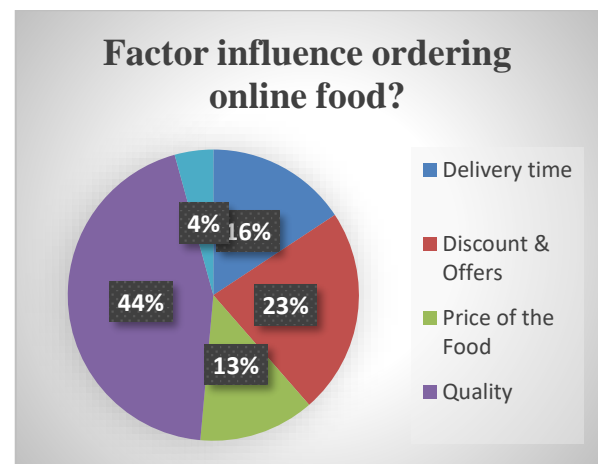 Factor influence ordering
online food?
4%
16%
23%
13%
44%
Delivery time
Discount &
Offers
Price of the
Food
Quality